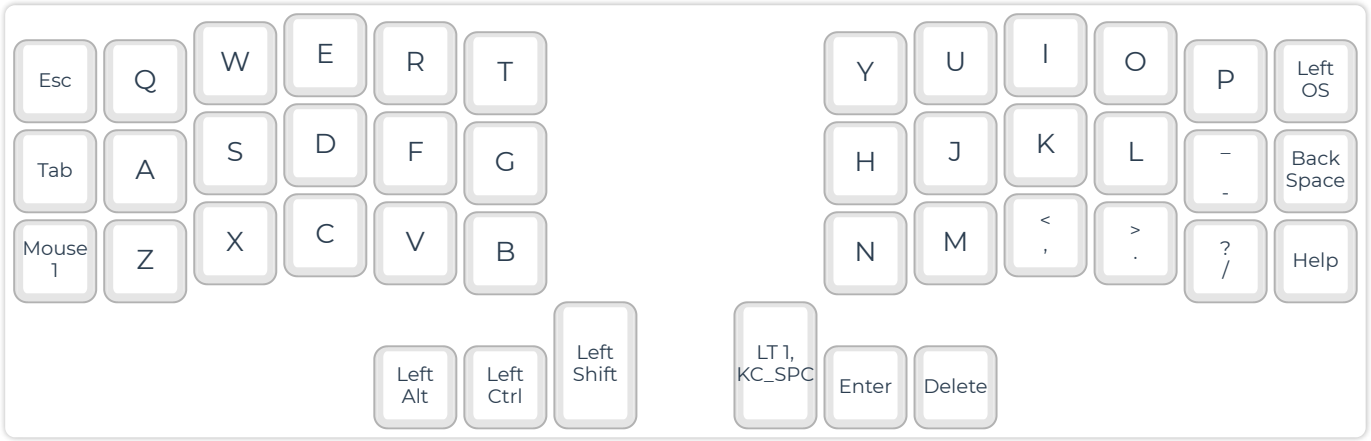 Esc Q W E R T Y U I O P Left OS
Tab A S D F G H J K L _ - Back Space
Mouse 1 Z X C V B N M < , > . ? / Help
Left Alt Left Ctrl Left Shift LT 1, KC_SPC Enter Delete